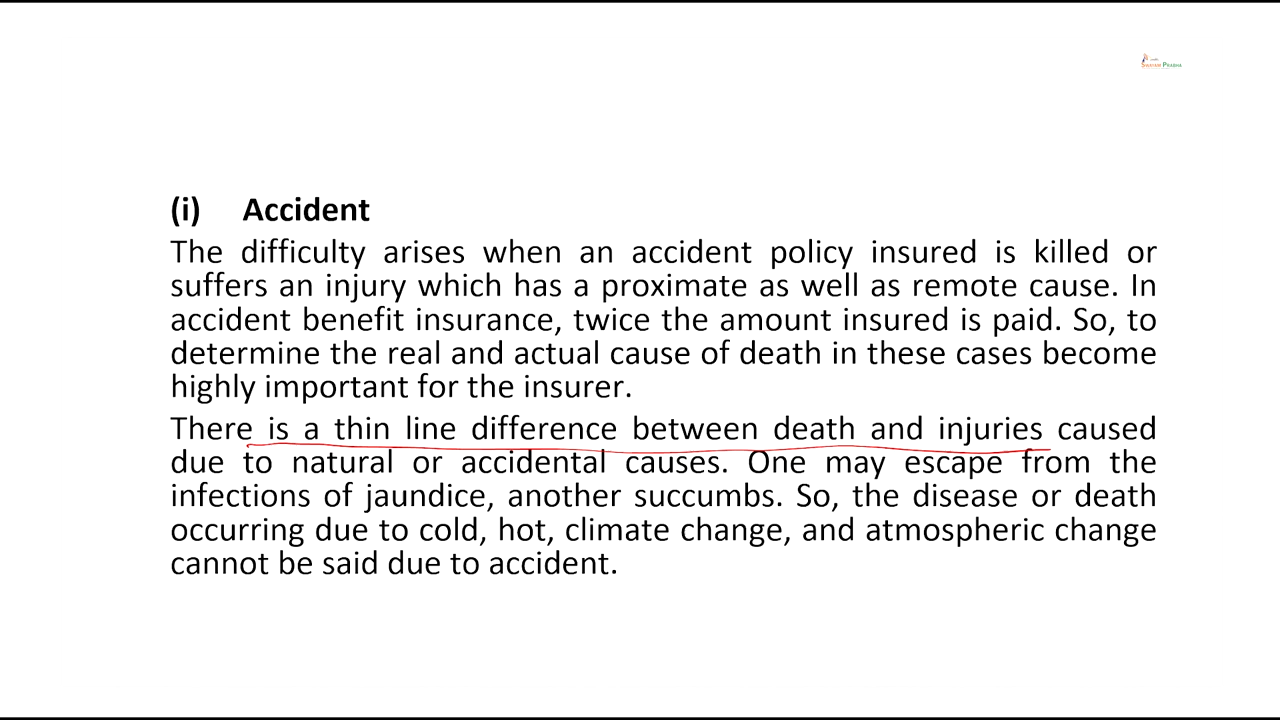 Swayam Prabha
(i) Accident
The difficulty arises when an accident policy insured is killed or
suffers an injury which has a proximate as well as remote cause. In
accident benefit insurance, twice the amount insured is paid. So, to
determine the real and actual cause of death in these cases become
highly important for the insurer.
There is a thin line difference between death and injuries caused
due to natural or accidental causes. One may escape from the
infections of jaundice, another succumbs. So, the disease or death
occurring due to cold, hot, climate change, and atmospheric change
cannot be said due to accident.